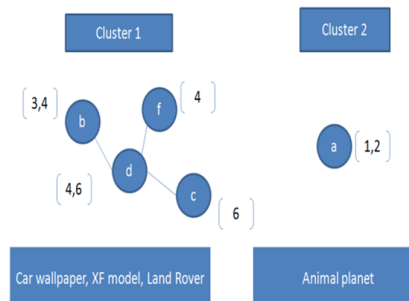 Cluster 1
Cluster 2
3,4
b
f
4
a
1,2
d
4,6
c
6
Car wallpaper, XF model, Land Rover
Animal planet